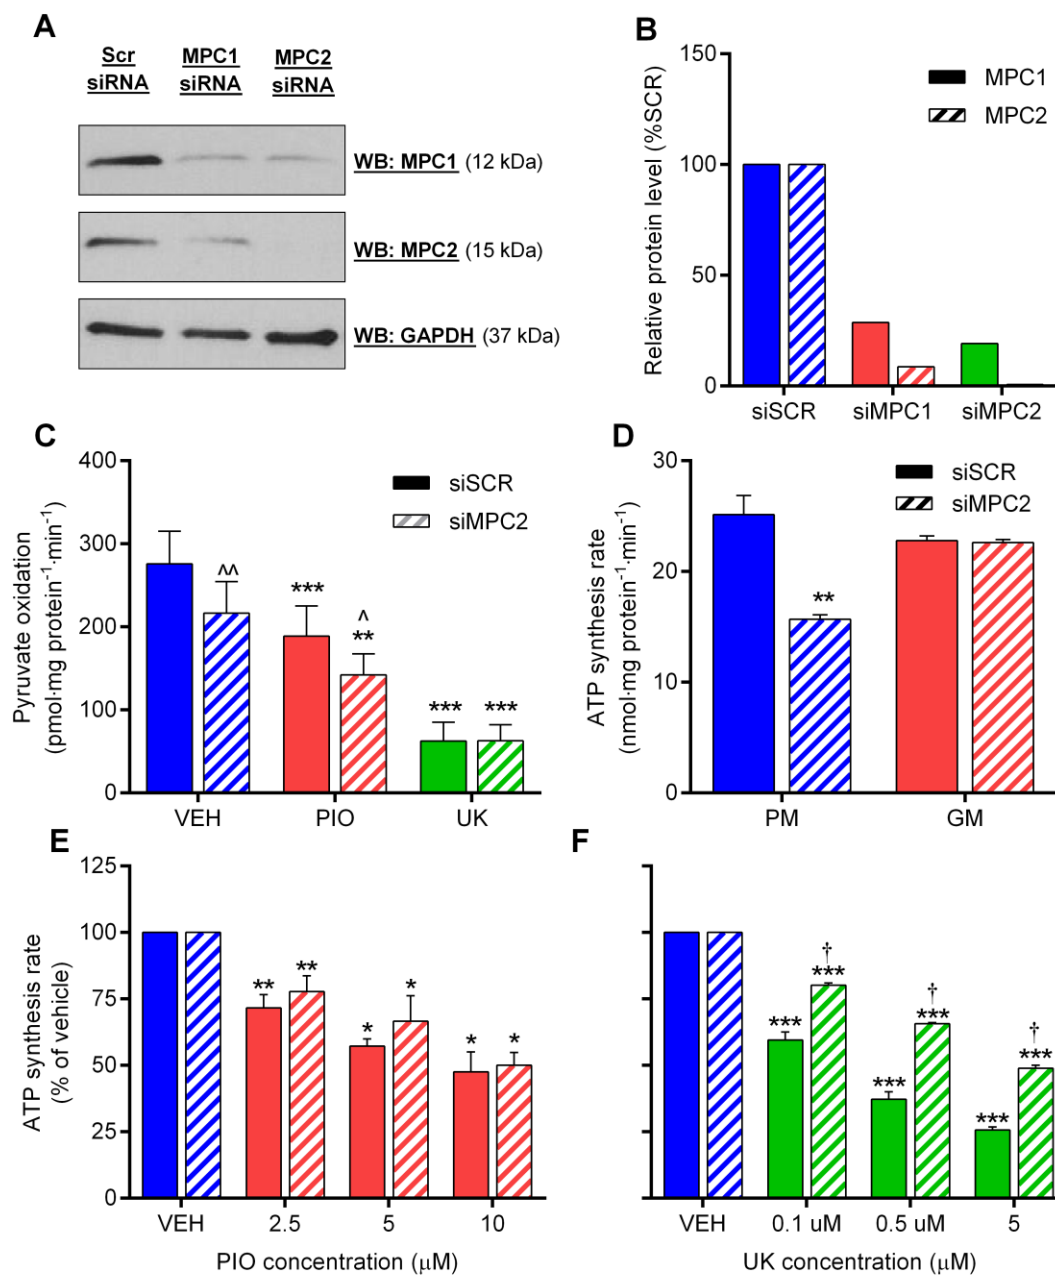 A
Scr
siRNA
MPC1
siRNA
MPC2
siRNA
WB: MPC1 (12 kDa)
WB: MPC2 (15 kDa)
WB: GAPDH (37 kDa)
B
Relative protein level (%SCR)
150
100
50
0
MPC1
MPC2
siSCR siMPC1 siMPC2
C
Pyruvate oxidation
(pmol·mg protein⁻¹·min⁻¹)
400
300
200
100
0
siSCR
siMPC2
^^
***
^
**
***
***
VEH PIO UK
D
ATP synthesis rate
(nmol·mg protein⁻¹·min⁻¹)
30
20
10
0
siSCR
siMPC2
**
PM GM
E
ATP synthesis rate
(% of vehicle)
125
100
75
50
25
0
**
**
*
*
*
*
VEH 2.5 5 10
PIO concentration (μM)
F
***
†
***
***
†
***
***
†
***
VEH 0.1 uM 0.5 uM 5
UK concentration (μM)